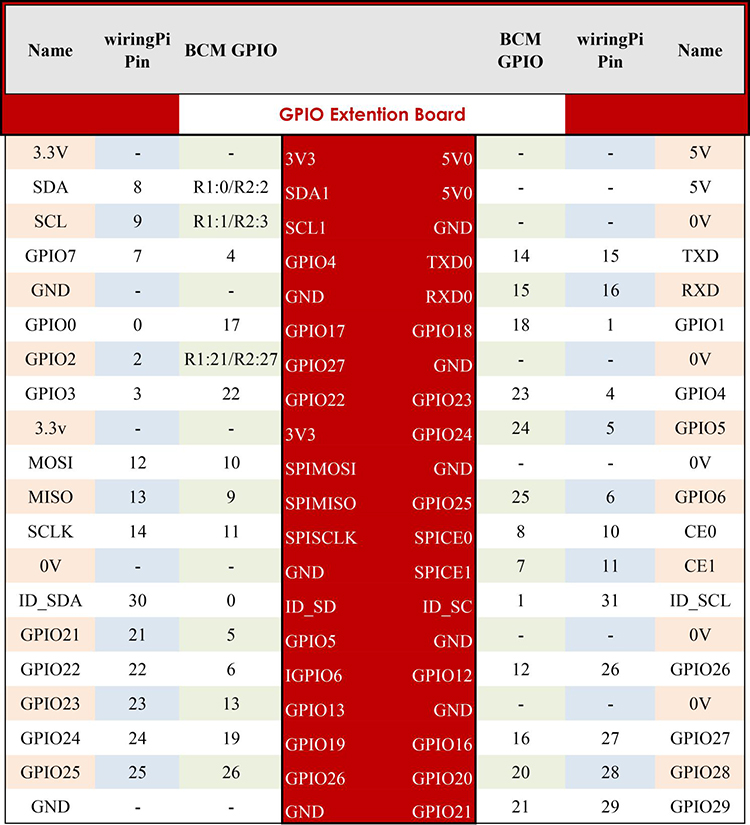 Name wiringPi Pin BCM GPIO BCM GPIO wiringPi Pin Name
GPIO Extention Board
3.3V - - 3V3 5V0 - - 5V
SDA 8 R1:0/R2:2 SDA1 5V0 - - 5V
SCL 9 R1:1/R2:3 SCL1 GND - - 0V
GPIO7 7 4 GPIO4 TXD0 14 15 TXD
GND - - GND RXD0 15 16 RXD
GPIO0 0 17 GPIO17 GPIO18 18 1 GPIO1
GPIO2 2 R1:21/R2:27 GPIO27 GND - - 0V
GPIO3 3 22 GPIO22 GPIO23 23 4 GPIO4
3.3v - - 3V3 GPIO24 24 5 GPIO5
MOSI 12 10 SPIMOSI GND - - 0V
MISO 13 9 SPIMISO GPIO25 25 6 GPIO6
SCLK 14 11 SPISCLK SPICE0 8 10 CE0
0V - - GND SPICE1 7 11 CE1
ID_SDA 30 0 ID_SD ID_SC 1 31 ID_SCL
GPIO21 21 5 GPIO5 GND - - 0V
GPIO22 22 6 IGPIO6 GPIO12 12 26 GPIO26
GPIO23 23 13 GPIO13 GND - - 0V
GPIO24 24 19 GPIO19 GPIO16 16 27 GPIO27
GPIO25 25 26 GPIO26 GPIO20 20 28 GPIO28
GND - - GND GPIO21 21 29 GPIO29